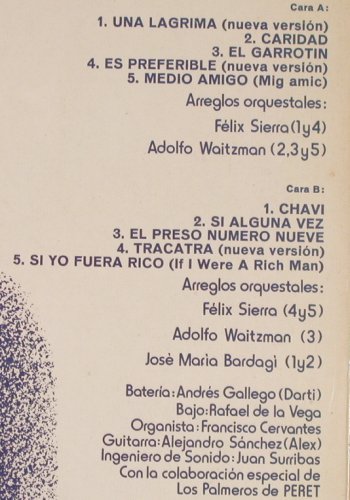 Cara A:
1. UNA LAGRIMA (nueva versión)
2. CARIDAD
3. EL GARROTIN
4. ES PREFERIBLE (nueva versión)
5. MEDIO AMIGO (Mig amic)
Arreglos orquestales:
Félix Sierra (1y4)
Adolfo Waitzman (2,3y5)
Cara B:
1. CHAVI
2. SI ALGUNA VEZ
3. EL PRESO NUMERO NUEVE
4. TRACATRA (nueva versión)
5. SI YO FUERA RICO (If I Were A Rich Man)
Arreglos orquestales:
Félix Sierra (4y5)
Adolfo Waitzman (3)
Josè Marìa Bardagì (1y2)
Batería: Andrés Gallego (Darti)
Bajo: Rafael de la Vega
Organista: Francisco Cervantes
Guitarra: Alejandro Sánchez (Alex)
Ingeniero de Sonido: Juan Surribas
Con la colaboración especial de
Los Palmeros de PERET